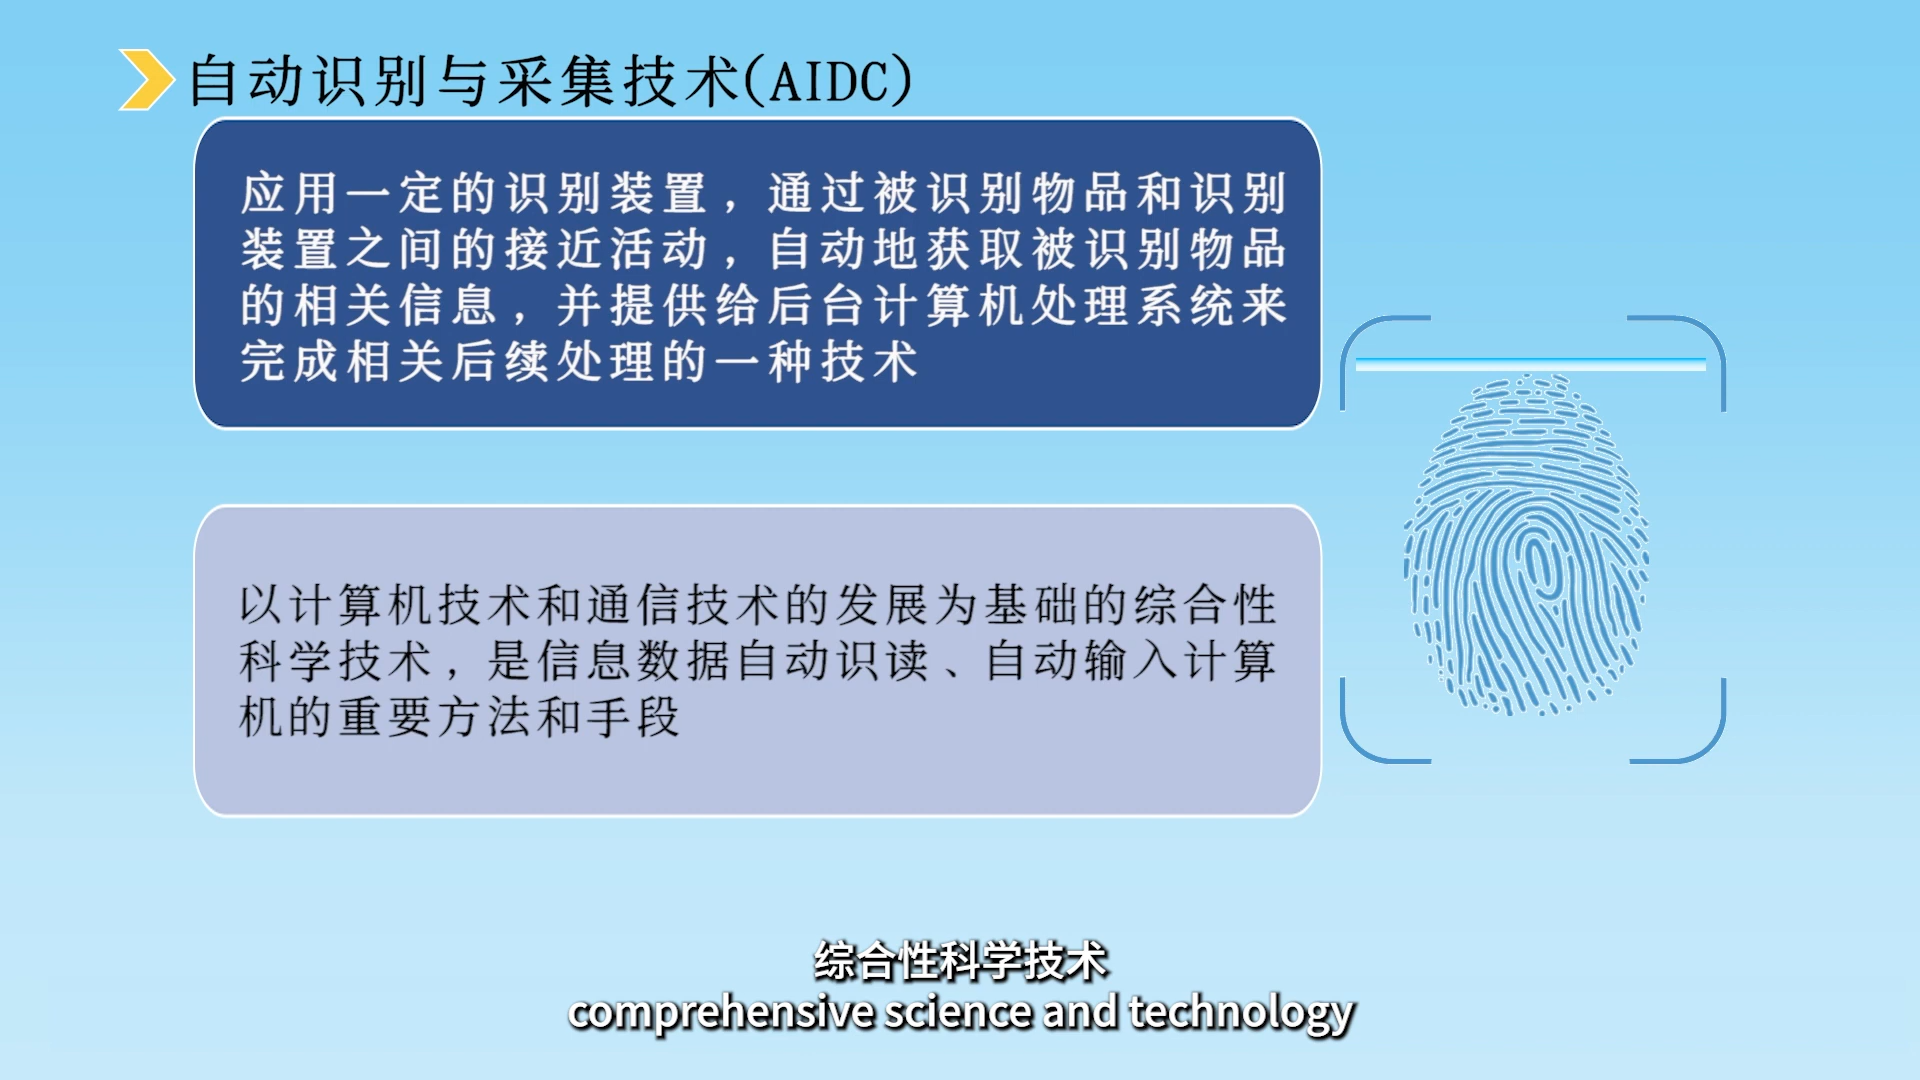 自动识别与采集技术(AIDC)
应用一定的识别装置，通过被识别物品和识别
装置之间的接近活动，自动地获取被识别物品
的相关信息，并提供给后台计算机处理系统来
完成相关后续处理的一种技术
以计算机技术和通信技术的发展为基础的综合性
科学技术，是信息数据自动识读、自动输入计算
机的重要方法和手段
综合性科学技术
comprehensive science and technology